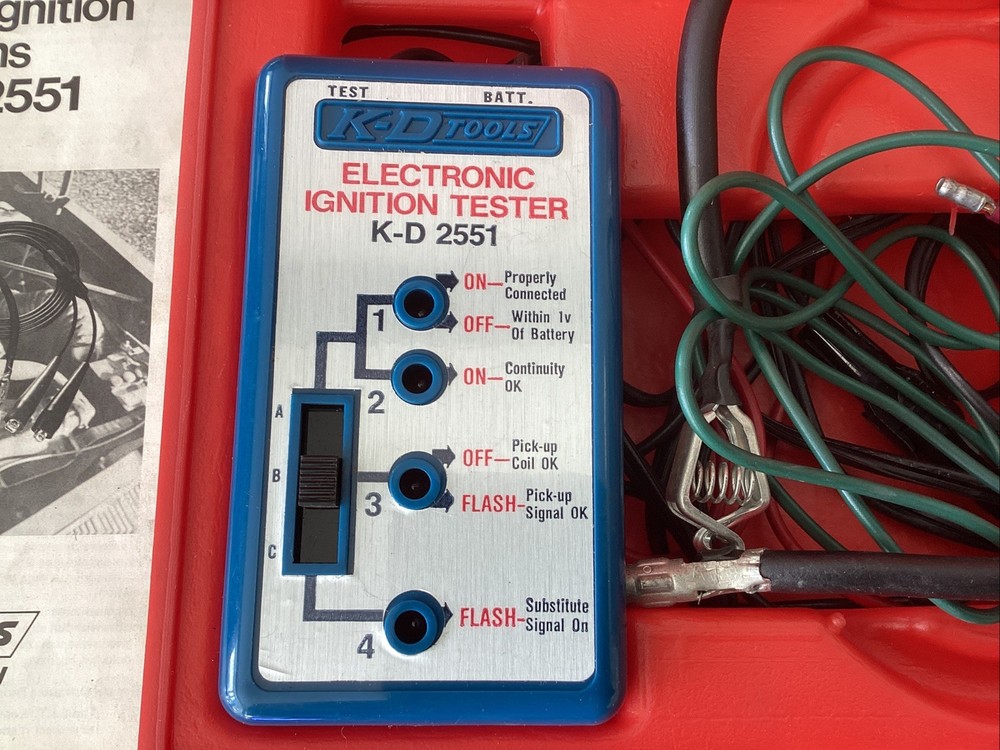 gnition
ns
2551
TEST BATT.
K-D TOOLS
ELECTRONIC
IGNITION TESTER
K-D 2551
1
ON—Properly
Connected
OFF—Within 1v
Of Battery
2
ON—Continuity
OK
A
B
C
3
OFF—Pick-up
Coil OK
FLASH-Pick-up
Signal OK
4
FLASH-Substitute
Signal On
S